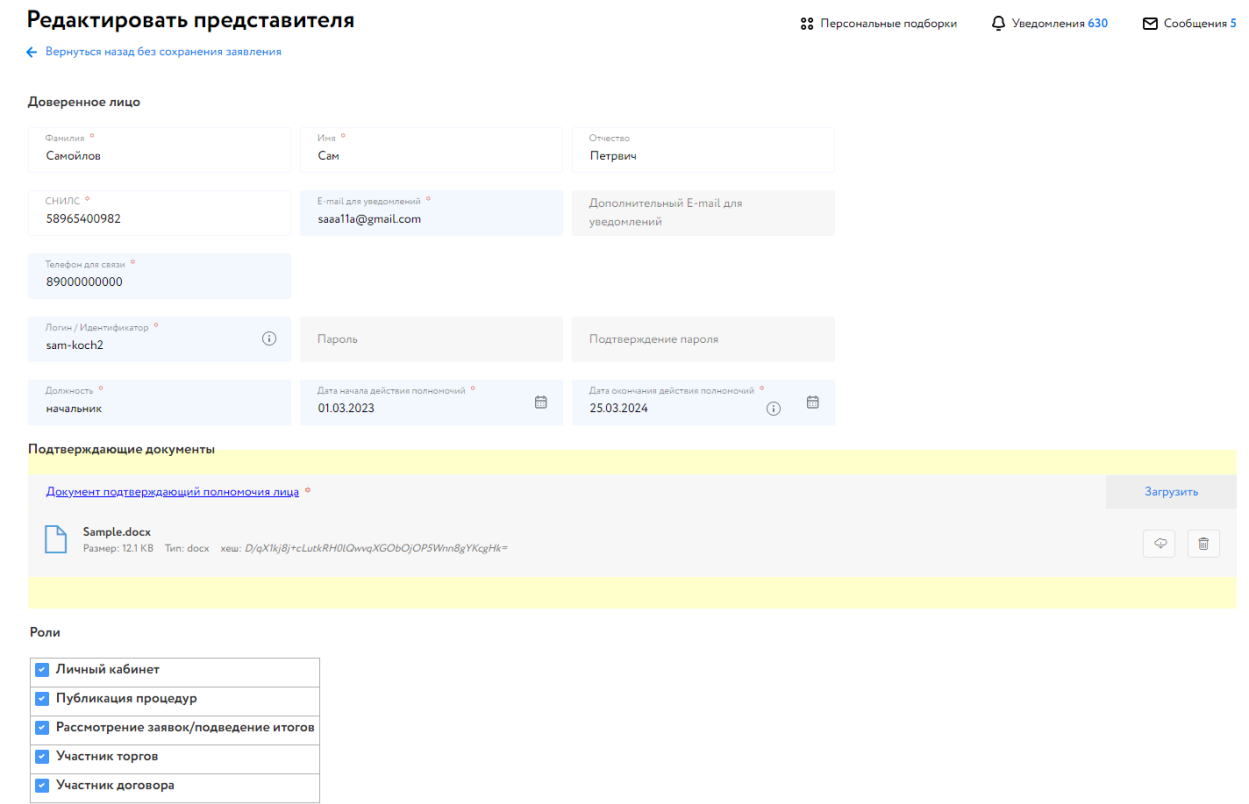 Редактировать представителя
Персональные подборки
Уведомления 630
Сообщения 5
Вернуться назад без сохранения заявления
Доверенное лицо
Фамилия
Имя
Отчество
Самойлов
Сам
Петрвич
СНИЛС
E-mail для уведомлений
Дополнительный E-mail для
уведомлений
58965400982
saaa11a@gmail.com
Телефон для связи
89000000000
Логин / Идентификатор
sam-koch2
Пароль
Подтверждение пароля
Должность
Дата начала действия полномочий
Дата окончания действия полномочий
начальник
01.03.2023
25.03.2024
Подтверждающие документы
Документ подтверждающий полномочия лица
Загрузить
Sample.docx
Размер: 12.1 KB Тип: docx хеш: D/qX1kj8j+cLutkRH0lQwvqXGObOjOP5Wnn8gYKcgHk=
Роли
Личный кабинет
Публикация процедур
Рассмотрение заявок/подведение итогов
Участник торгов
Участник договора